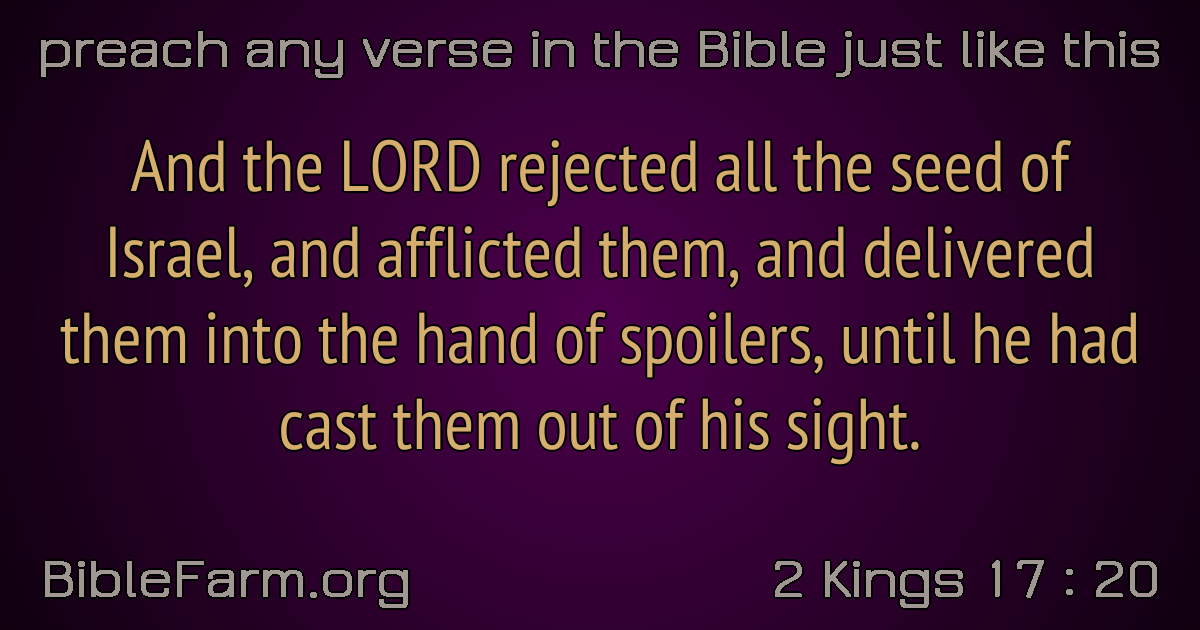 preach any verse in the Bible just like this
And the LORD rejected all the seed of
Israel, and afflicted them, and delivered
them into the hand of spoilers, until he had
cast them out of his sight.
BibleFarm.org
2 Kings 17 : 20